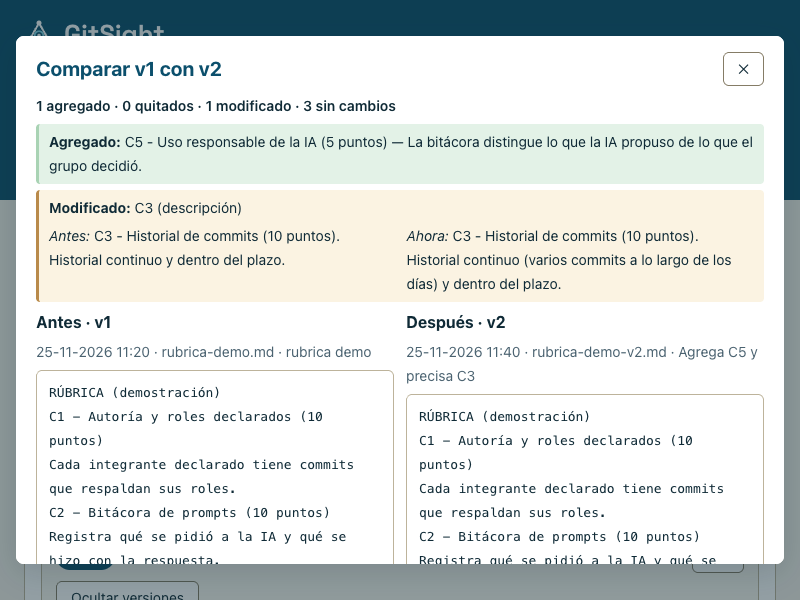 GitSight
Comparar v1 con v2
1 agregado · 0 quitados · 1 modificado · 3 sin cambios
Agregado: C5 - Uso responsable de la IA (5 puntos) — La bitácora distingue lo que la IA propuso de lo que el
grupo decidió.
Modificado: C3 (descripción)
Antes: C3 - Historial de commits (10 puntos).
Historial continuo y dentro del plazo.
Ahora: C3 - Historial de commits (10 puntos).
Historial continuo (varios commits a lo largo de los
días) y dentro del plazo.
Antes · v1
25-11-2026 11:20 · rubrica-demo.md · rubrica demo
RÚBRICA (demostración)
C1 — Autoría y roles declarados (10
puntos)
Cada integrante declarado tiene commits
que respaldan sus roles.
C2 — Bitácora de prompts (10 puntos)
Registra qué se pidió a la IA y qué se
hizo con la respuesta.
Después · v2
25-11-2026 11:40 · rubrica-demo-v2.md · Agrega C5 y
precisa C3
RÚBRICA (demostración)
C1 — Autoría y roles declarados (10
puntos)
Cada integrante declarado tiene commits
que respaldan sus roles.
C2 — Bitácora de prompts (10 puntos)
Registra qué se pidió a la IA y qué se
Ocultar versiones